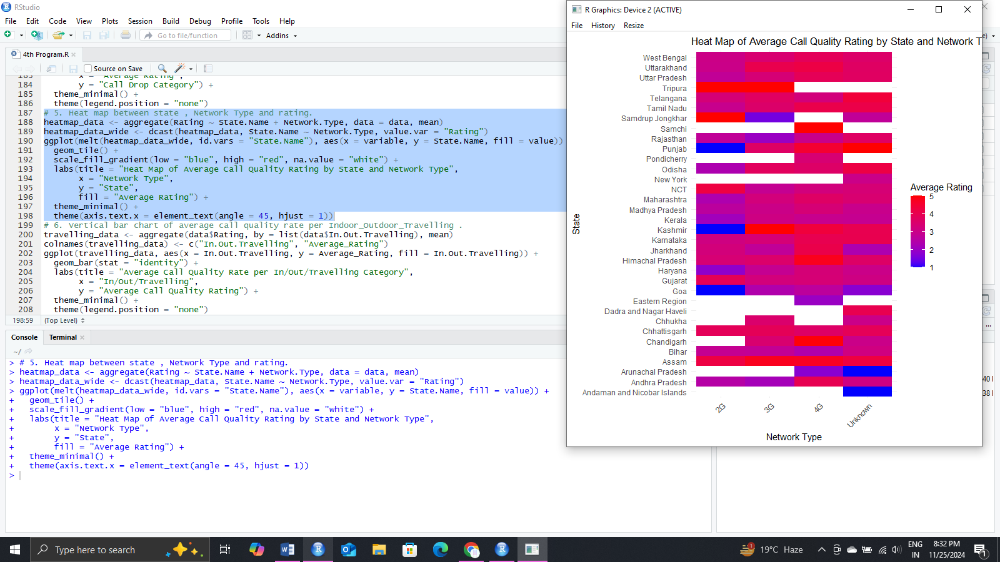 RStudio
File Edit Code View Plots Session Build Debug Profile Tools Help
Go to file/function
Addins
4th Program.R
Source on Save
183 x = "Average Rating",
184 y = "Call Drop Category") +
185 theme_minimal() +
186 theme(legend.position = "none")
187 # 5. Heat map between state , Network Type and rating.
188 heatmap_data <- aggregate(Rating ~ State.Name + Network.Type, data = data, mean)
189 heatmap_data_wide <- dcast(heatmap_data, State.Name ~ Network.Type, value.var = "Rating")
190 ggplot(melt(heatmap_data_wide, id.vars = "State.Name"), aes(x = variable, y = State.Name, fill = value))
191 geom_tile() +
192 scale_fill_gradient(low = "blue", high = "red", na.value = "white") +
193 labs(title = "Heat Map of Average Call Quality Rating by State and Network Type",
194 x = "Network Type",
195 y = "State",
196 fill = "Average Rating") +
197 theme_minimal() +
198 theme(axis.text.x = element_text(angle = 45, hjust = 1))
199 # 6. Vertical bar chart of average call quality rate per Indoor_Outdoor_Travelling .
200 travelling_data <- aggregate(data$Rating, by = list(data$In.Out.Travelling), mean)
201 colnames(travelling_data) <- c("In.Out.Travelling", "Average_Rating")
202 ggplot(travelling_data, aes(x = In.Out.Travelling, y = Average_Rating, fill = In.Out.Travelling)) +
203 geom_bar(stat = "identity") +
204 labs(title = "Average Call Quality Rate per In/Out/Travelling Category",
205 x = "In/Out/Travelling",
206 y = "Average Call Quality Rating") +
207 theme_minimal() +
208 theme(legend.position = "none")
198:59 (Top Level)
Console Terminal
~/
> # 5. Heat map between state , Network Type and rating.
> heatmap_data <- aggregate(Rating ~ State.Name + Network.Type, data = data, mean)
> heatmap_data_wide <- dcast(heatmap_data, State.Name ~ Network.Type, value.var = "Rating")
> ggplot(melt(heatmap_data_wide, id.vars = "State.Name"), aes(x = variable, y = State.Name, fill = value)) +
+ geom_tile() +
+ scale_fill_gradient(low = "blue", high = "red", na.value = "white") +
+ labs(title = "Heat Map of Average Call Quality Rating by State and Network Type",
+ x = "Network Type",
+ y = "State",
+ fill = "Average Rating") +
+ theme_minimal() +
+ theme(axis.text.x = element_text(angle = 45, hjust = 1))
>
R Graphics: Device 2 (ACTIVE)
File History Resize
Heat Map of Average Call Quality Rating by State and Network T
State
West Bengal
Uttarakhand
Uttar Pradesh
Tripura
Telangana
Tamil Nadu
Samdrup Jongkhar
Samchi
Rajasthan
Punjab
Pondicherry
Odisha
New York
NCT
Maharashtra
Madhya Pradesh
Kerala
Kashmir
Karnataka
Jharkhand
Himachal Pradesh
Haryana
Gujarat
Goa
Eastern Region
Dadra and Nagar Haveli
Chhukha
Chhattisgarh
Chandigarh
Bihar
Assam
Arunachal Pradesh
Andhra Pradesh
Andaman and Nicobar Islands
2G 3G 4G Unknown
Network Type
Average Rating
5
4
3
2
1
e)
40 l
38 l
Type here to search
19°C Haze
ENG
IN
8:32 PM
11/25/2024
1